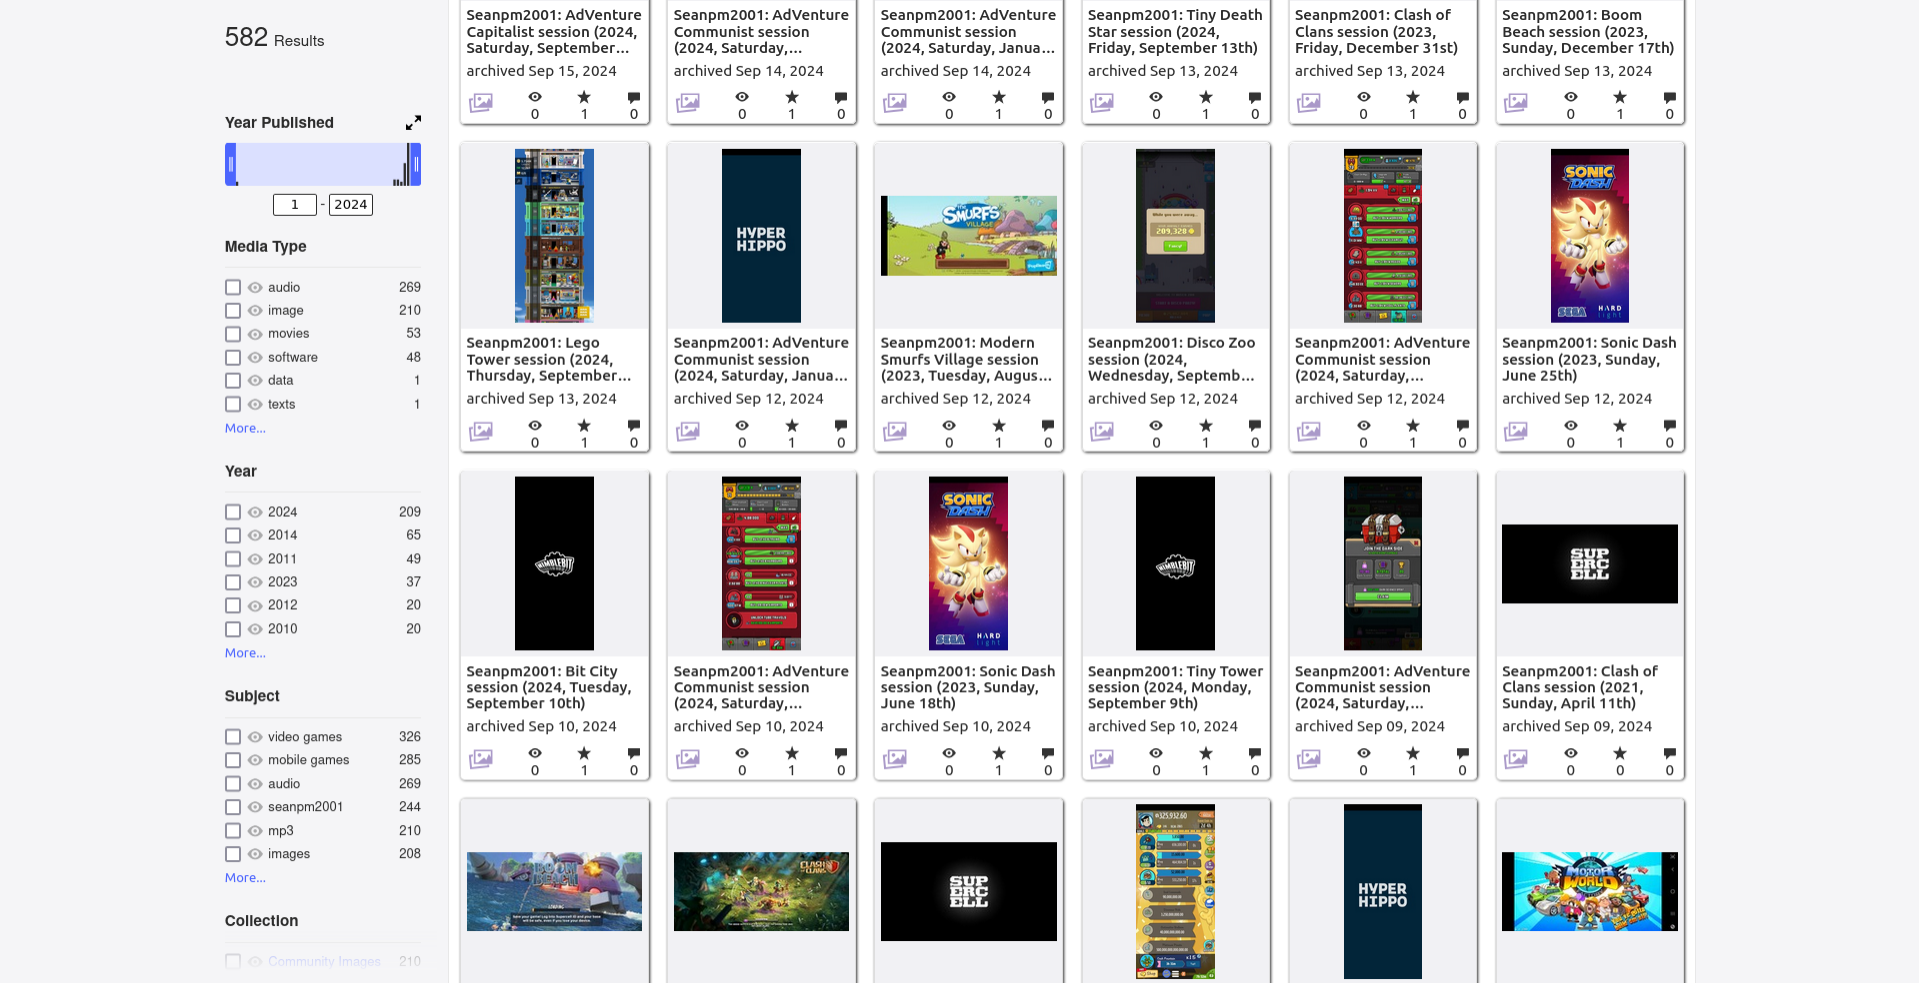 582 Results
Year Published
1 - 2024
Media Type
audio 269
image 210
movies 53
software 48
data 1
texts 1
More...
Year
2024 209
2014 65
2011 49
2023 37
2012 20
2010 20
More...
Subject
video games 326
mobile games 285
audio 269
seanpm2001 244
mp3 210
images 208
More...
Collection
Community Images 210
Seanpm2001: AdVenture
Capitalist session (2024,
Saturday, September...
archived Sep 15, 2024
0 1 0
Seanpm2001: AdVenture
Communist session
(2024, Saturday,...
archived Sep 14, 2024
0 1 0
Seanpm2001: AdVenture
Communist session
(2024, Saturday, Janua...
archived Sep 14, 2024
0 1 0
Seanpm2001: Tiny Death
Star session (2024,
Friday, September 13th)
archived Sep 13, 2024
0 1 0
Seanpm2001: Clash of
Clans session (2023,
Friday, December 31st)
archived Sep 13, 2024
0 1 0
Seanpm2001: Boom
Beach session (2023,
Sunday, December 17th)
archived Sep 13, 2024
0 1 0
Seanpm2001: Lego
Tower session (2024,
Thursday, September...
archived Sep 13, 2024
0 1 0
HYPER
HIPPO
Seanpm2001: AdVenture
Communist session
(2024, Saturday, Janua...
archived Sep 12, 2024
0 1 0
THE
SMURFS
VILLAGE
Seanpm2001: Modern
Smurfs Village session
(2023, Tuesday, Augus...
archived Sep 12, 2024
0 1 0
While you were away...
209,328
Seanpm2001: Disco Zoo
session (2024,
Wednesday, Septemb...
archived Sep 12, 2024
0 1 0
Seanpm2001: AdVenture
Communist session
(2024, Saturday,...
archived Sep 12, 2024
0 1 0
SONIC
DASH
SEGA HARD
light
Seanpm2001: Sonic Dash
session (2023, Sunday,
June 25th)
archived Sep 12, 2024
0 1 0
NIMBLEBIT
Seanpm2001: Bit City
session (2024, Tuesday,
September 10th)
archived Sep 10, 2024
0 1 0
Seanpm2001: AdVenture
Communist session
(2024, Saturday,...
archived Sep 10, 2024
0 1 0
SONIC
DASH
SEGA HARD
light
Seanpm2001: Sonic Dash
session (2023, Sunday,
June 18th)
archived Sep 10, 2024
0 1 0
NIMBLEBIT
Seanpm2001: Tiny Tower
session (2024, Monday,
September 9th)
archived Sep 10, 2024
0 1 0
JOIN THE DARK SIDE!
Seanpm2001: AdVenture
Communist session
(2024, Saturday,...
archived Sep 09, 2024
0 1 0
SUP
ERC
ELL
Seanpm2001: Clash of
Clans session (2021,
Sunday, April 11th)
archived Sep 09, 2024
0 0 0
BOOM
BEACH
CLASH
OF CLANS
SUP
ERC
ELL
325,932.60
HYPER
HIPPO
MOTOR
WORLD